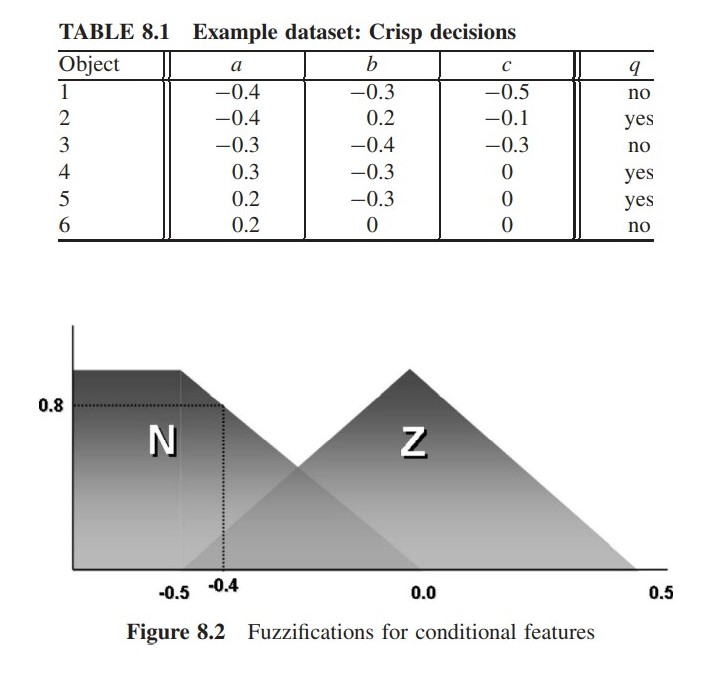 TABLE 8.1 Example dataset: Crisp decisions
Object a b c q
1 −0.4 −0.3 −0.5 no
2 −0.4 0.2 −0.1 yes
3 −0.3 −0.4 −0.3 no
4 0.3 −0.3 0 yes
5 0.2 −0.3 0 yes
6 0.2 0 0 no
0.8
N Z
-0.5 -0.4 0.0 0.5
Figure 8.2 Fuzzifications for conditional features